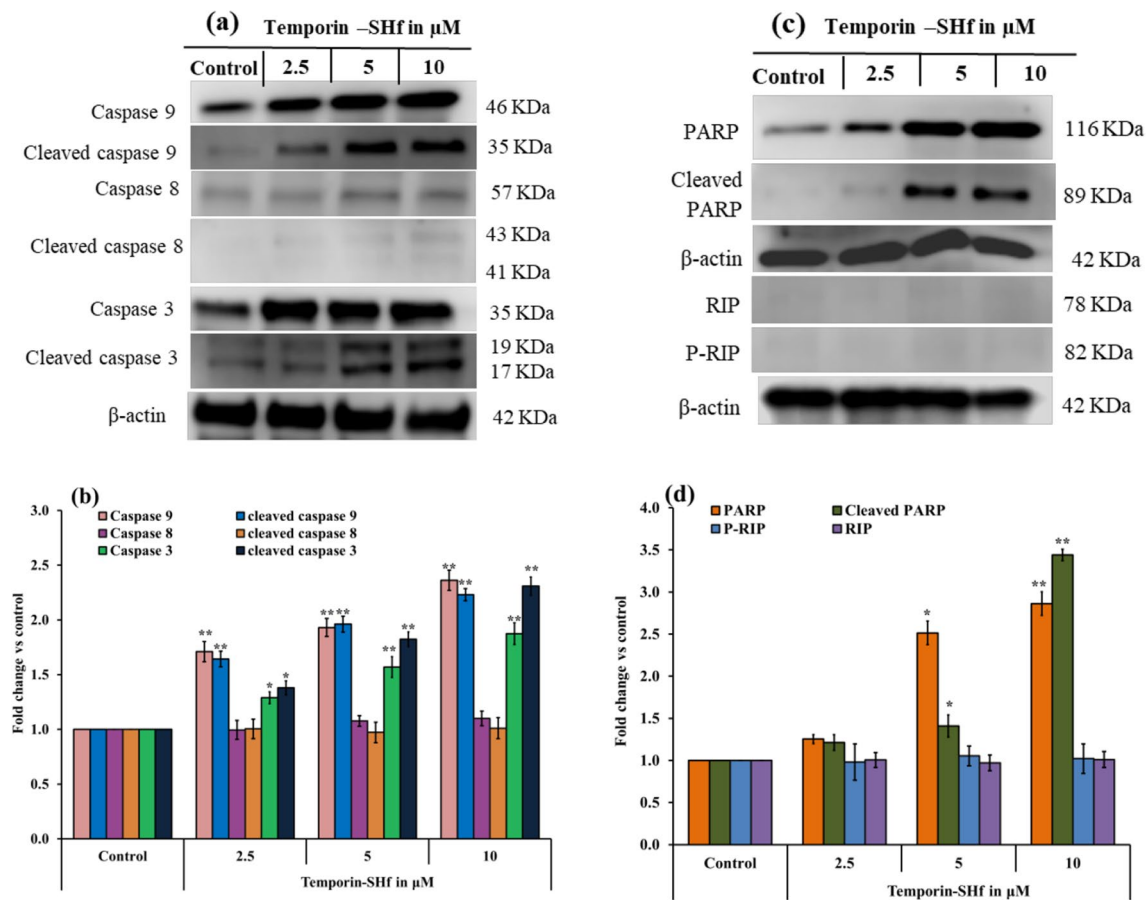 (a)
Temporin –SHf in µM
Control 2.5 5 10
Caspase 9 46 KDa
Cleaved caspase 9 35 KDa
Caspase 8 57 KDa
Cleaved caspase 8 43 KDa
41 KDa
Caspase 3 35 KDa
Cleaved caspase 3 19 KDa
17 KDa
β-actin 42 KDa
(c)
Temporin –SHf in µM
Control 2.5 5 10
PARP 116 KDa
Cleaved
PARP 89 KDa
β-actin 42 KDa
RIP 78 KDa
P-RIP 82 KDa
β-actin 42 KDa
(b)
Caspase 9 cleaved caspase 9
Caspase 8 cleaved caspase 8
Caspase 3 cleaved caspase 3
Fold change vs control
3.0
2.5
2.0
1.5
1.0
0.5
0.0
** ** * *
** ** ** **
** ** ** **
Control 2.5 5 10
Temporin-SHf in µM
(d)
PARP Cleaved PARP
P-RIP RIP
Fold change vs control
4.0
3.5
3.0
2.5
2.0
1.5
1.0
0.5
0.0
* *
** **
Control 2.5 5 10
Temporin-SHf in µM